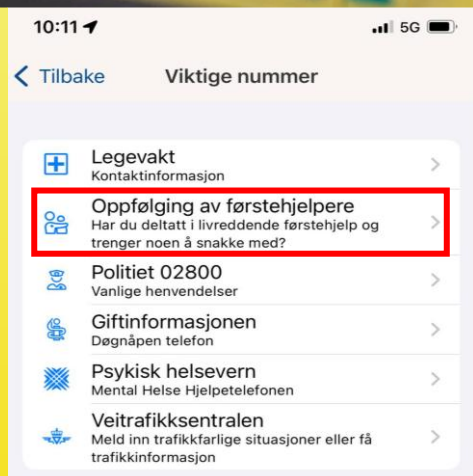 10:11 5G
Tilbake Viktige nummer
Legevakt
Kontaktinformasjon
Oppfølging av førstehjelpere
Har du deltatt i livreddende førstehjelp og
trenger noen å snakke med?
Politiet 02800
Vanlige henvendelser
Giftinformasjonen
Døgnåpen telefon
Psykisk helsevern
Mental Helse Hjelpetelefonen
Veitrafikksentralen
Meld inn trafikkfarlige situasjoner eller få
trafikkinformasjon